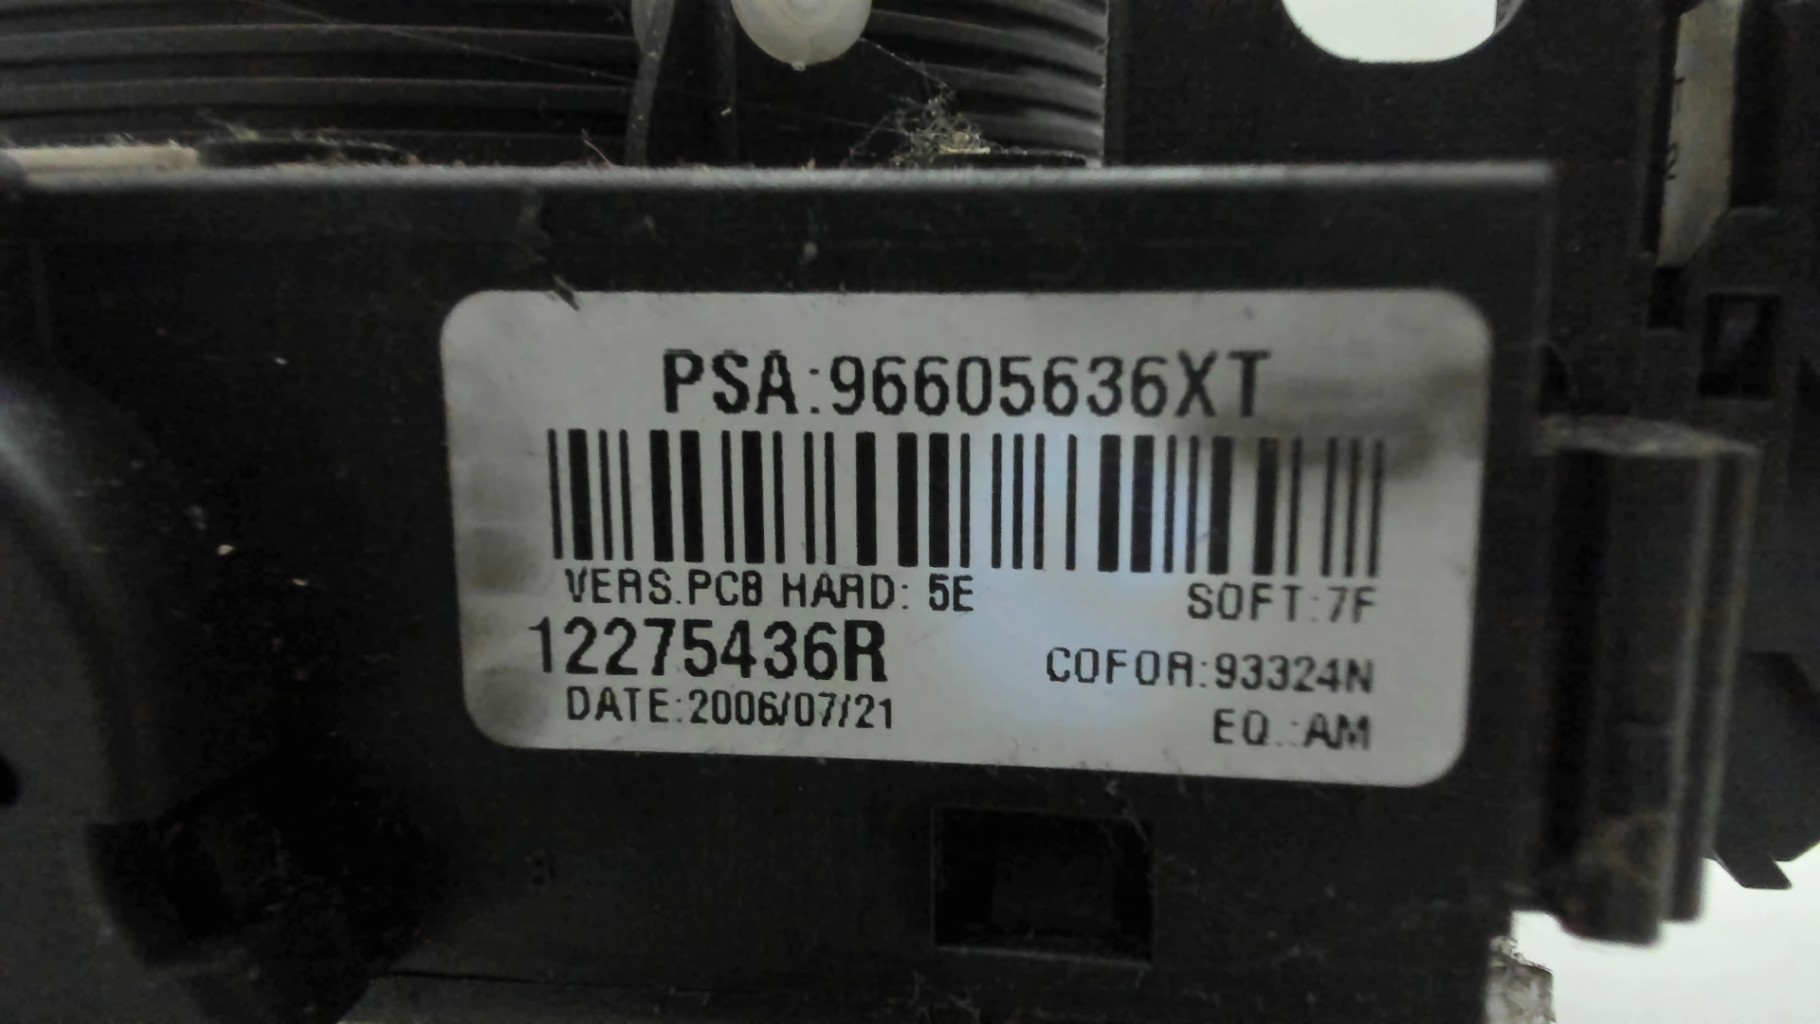 PSA:96605636XT
VERS.PCB HARD: 5E
SOFT:7F
12275436R
COFOR:93324N
DATE:2006/07/21
EQ.:AM